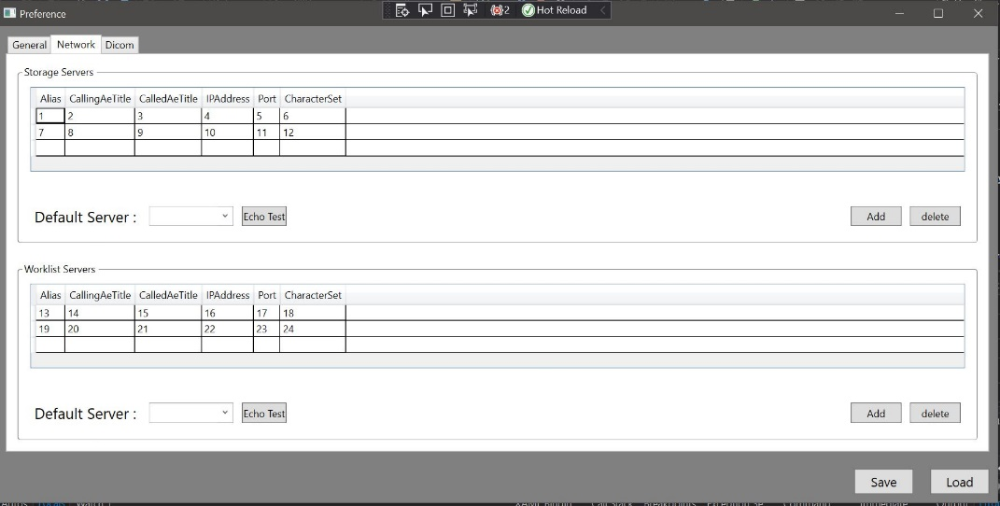 Preference
2 Hot Reload
General Network Dicom
Storage Servers
Alias CallingAeTitle CalledAeTitle IPAddress Port CharacterSet
1 2 3 4 5 6
7 8 9 10 11 12
Default Server : Echo Test Add delete
Worklist Servers
Alias CallingAeTitle CalledAeTitle IPAddress Port CharacterSet
13 14 15 16 17 18
19 20 21 22 23 24
Default Server : Echo Test Add delete
Save Load